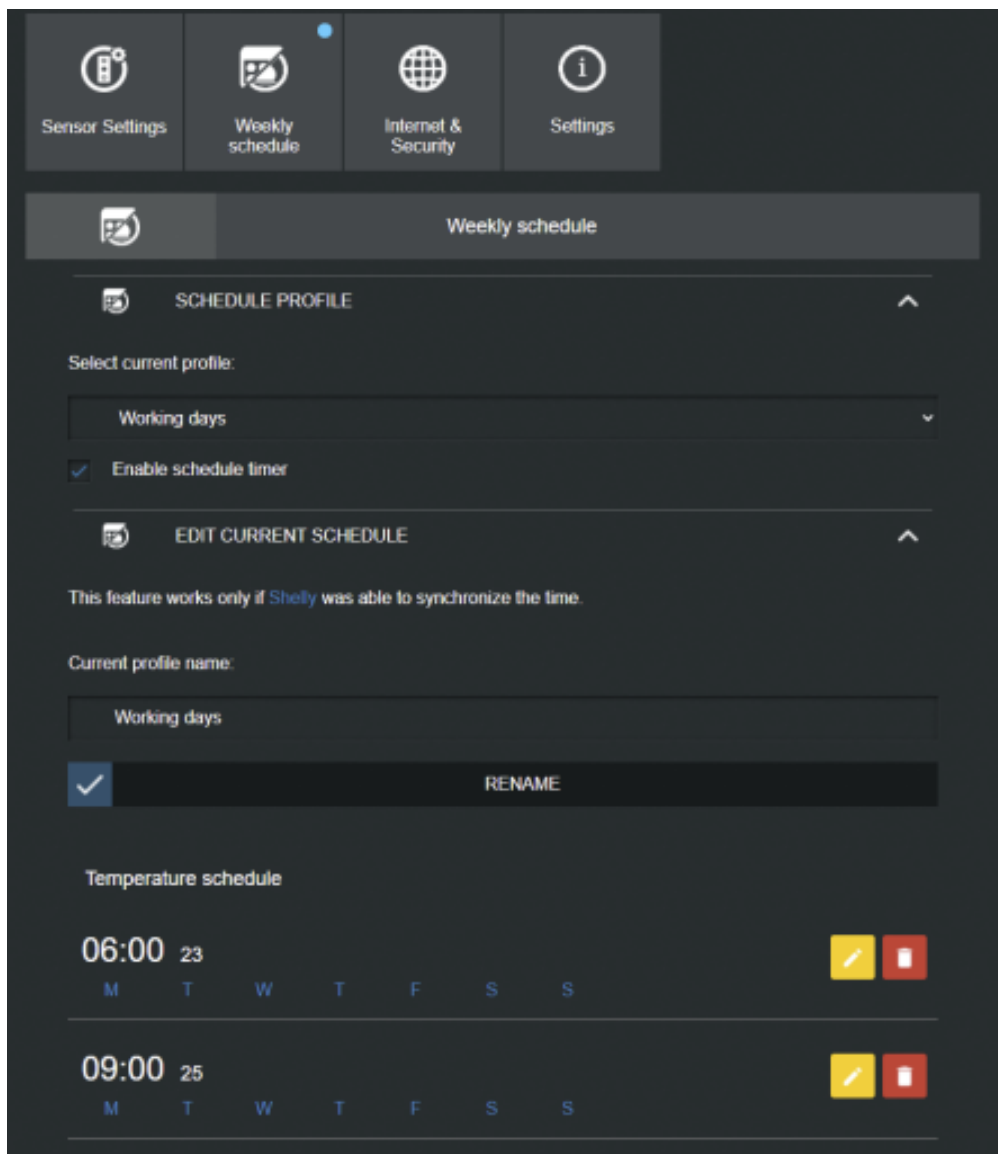 Sensor Settings
Weekly
schedule
Internet &
Security
Settings
Weekly schedule
SCHEDULE PROFILE
Select current profile:
Working days
Enable schedule timer
EDIT CURRENT SCHEDULE
This feature works only if Shelly was able to synchronize the time.
Current profile name:
Working days
RENAME
Temperature schedule
06:00 23
M T W T F S S
09:00 25
M T W T F S S